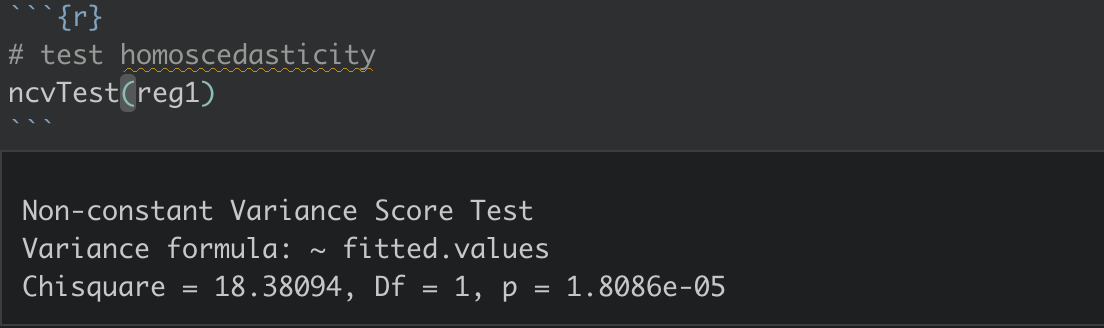 ```{r}
# test homoscedasticity
ncvTest(reg1)
```
Non-constant Variance Score Test
Variance formula: ~ fitted.values
Chisquare = 18.38094, Df = 1, p = 1.8086e-05